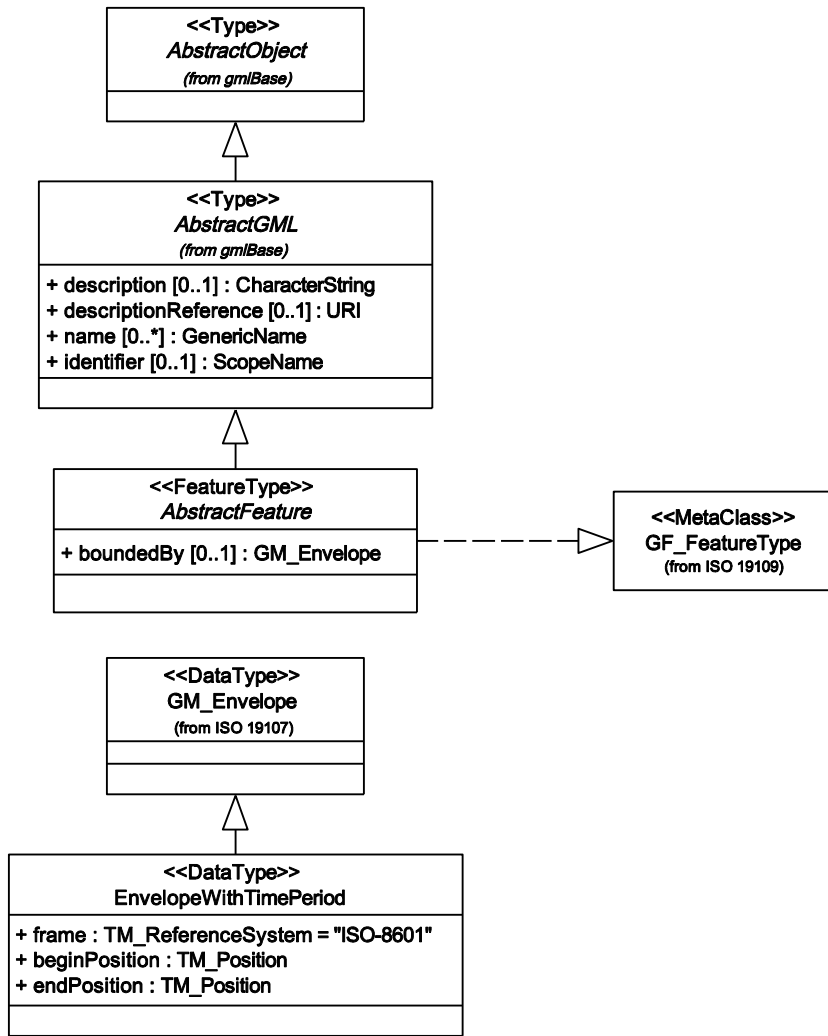 <<Type>>
AbstractObject
(from gmlBase)
<<Type>>
AbstractGML
(from gmlBase)
+ description [0..1] : CharacterString
+ descriptionReference [0..1] : URI
+ name [0..*] : GenericName
+ identifier [0..1] : ScopeName
<<FeatureType>>
AbstractFeature
+ boundedBy [0..1] : GM_Envelope
<<MetaClass>>
GF_FeatureType
(from ISO 19109)
<<DataType>>
GM_Envelope
(from ISO 19107)
<<DataType>>
EnvelopeWithTimePeriod
+ frame : TM_ReferenceSystem = "ISO-8601"
+ beginPosition : TM_Position
+ endPosition : TM_Position